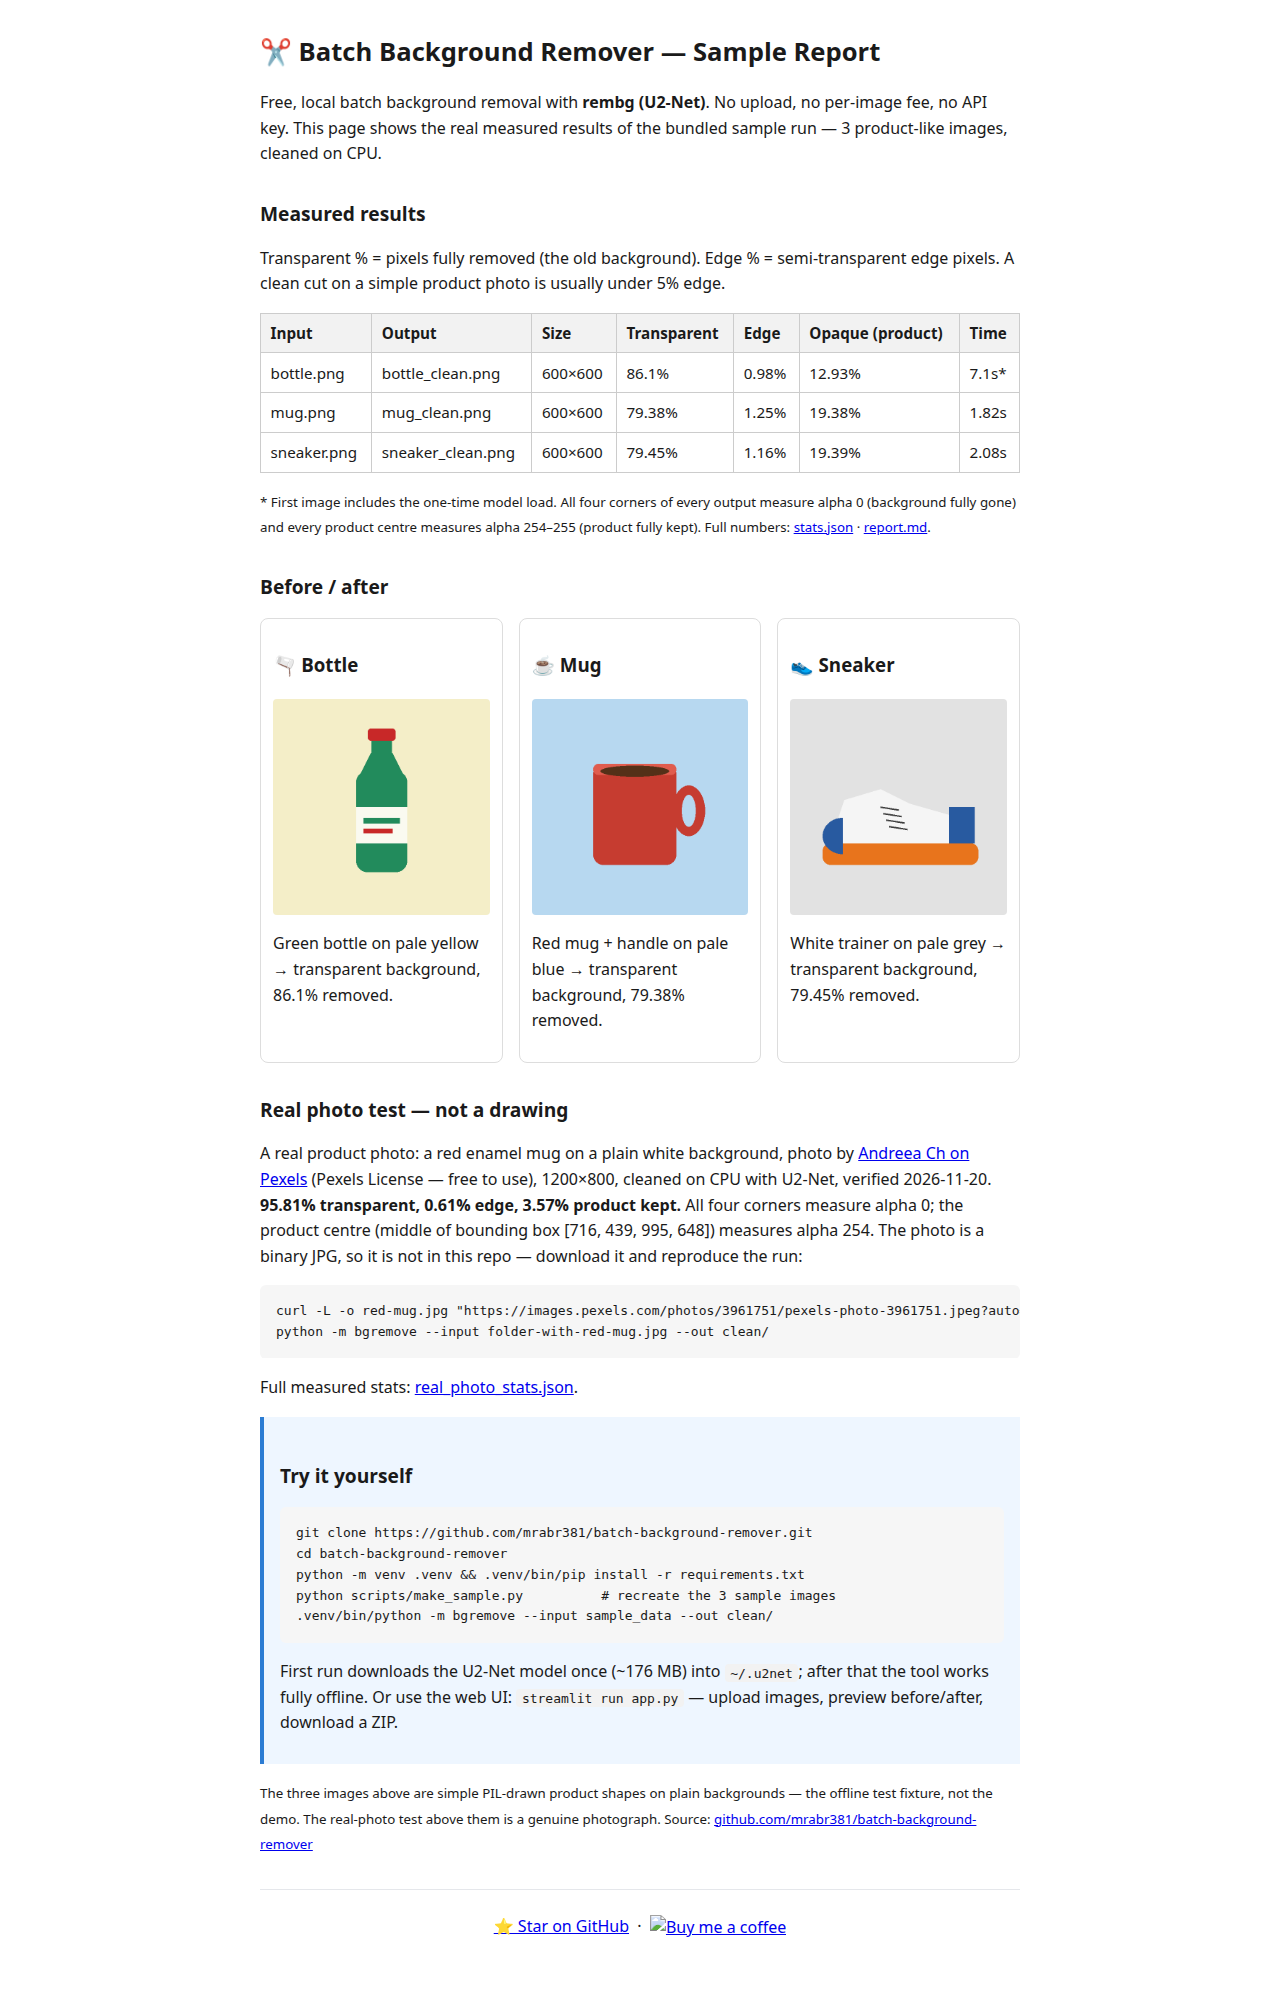 ✂️ Batch Background Remover — Sample Report
Free, local batch background removal with rembg (U2-Net). No upload, no per-image fee, no API
key. This page shows the real measured results of the bundled sample run — 3 product-like images,
cleaned on CPU.
Measured results
Transparent % = pixels fully removed (the old background). Edge % = semi-transparent edge pixels. A
clean cut on a simple product photo is usually under 5% edge.
Input Output Size Transparent Edge Opaque (product) Time
bottle.png bottle_clean.png 600×600 86.1% 0.98% 12.93% 7.1s*
mug.png mug_clean.png 600×600 79.38% 1.25% 19.38% 1.82s
sneaker.png sneaker_clean.png 600×600 79.45% 1.16% 19.39% 2.08s
* First image includes the one-time model load. All four corners of every output measure alpha 0 (background fully gone)
and every product centre measures alpha 254–255 (product fully kept). Full numbers: stats.json · report.md.
Before / after
Bottle
Green bottle on pale yellow
→ transparent background,
86.1% removed.
☕ Mug
Red mug + handle on pale
blue → transparent
background, 79.38%
removed.
👟 Sneaker
White trainer on pale grey →
transparent background,
79.45% removed.
Real photo test — not a drawing
A real product photo: a red enamel mug on a plain white background, photo by Andreea Ch on
Pexels (Pexels License — free to use), 1200×800, cleaned on CPU with U2-Net, verified 2026-11-20.
95.81% transparent, 0.61% edge, 3.57% product kept. All four corners measure alpha 0; the
product centre (middle of bounding box [716, 439, 995, 648]) measures alpha 254. The photo is a
binary JPG, so it is not in this repo — download it and reproduce the run:
curl -L -o red-mug.jpg "https://images.pexels.com/photos/3961751/pexels-photo-3961751.jpeg?auto
python -m bgremove --input folder-with-red-mug.jpg --out clean/
Full measured stats: real_photo_stats.json.
Try it yourself
git clone https://github.com/mrabr381/batch-background-remover.git
cd batch-background-remover
python -m venv .venv && .venv/bin/pip install -r requirements.txt
python scripts/make_sample.py          # recreate the 3 sample images
.venv/bin/python -m bgremove --input sample_data --out clean/
First run downloads the U2-Net model once (~176 MB) into ~/.u2net; after that the tool works
fully offline. Or use the web UI: streamlit run app.py — upload images, preview before/after,
download a ZIP.
The three images above are simple PIL-drawn product shapes on plain backgrounds — the offline test fixture, not the
demo. The real-photo test above them is a genuine photograph. Source: github.com/mrabr381/batch-background-
remover
⭐ Star on GitHub · Buy me a coffee